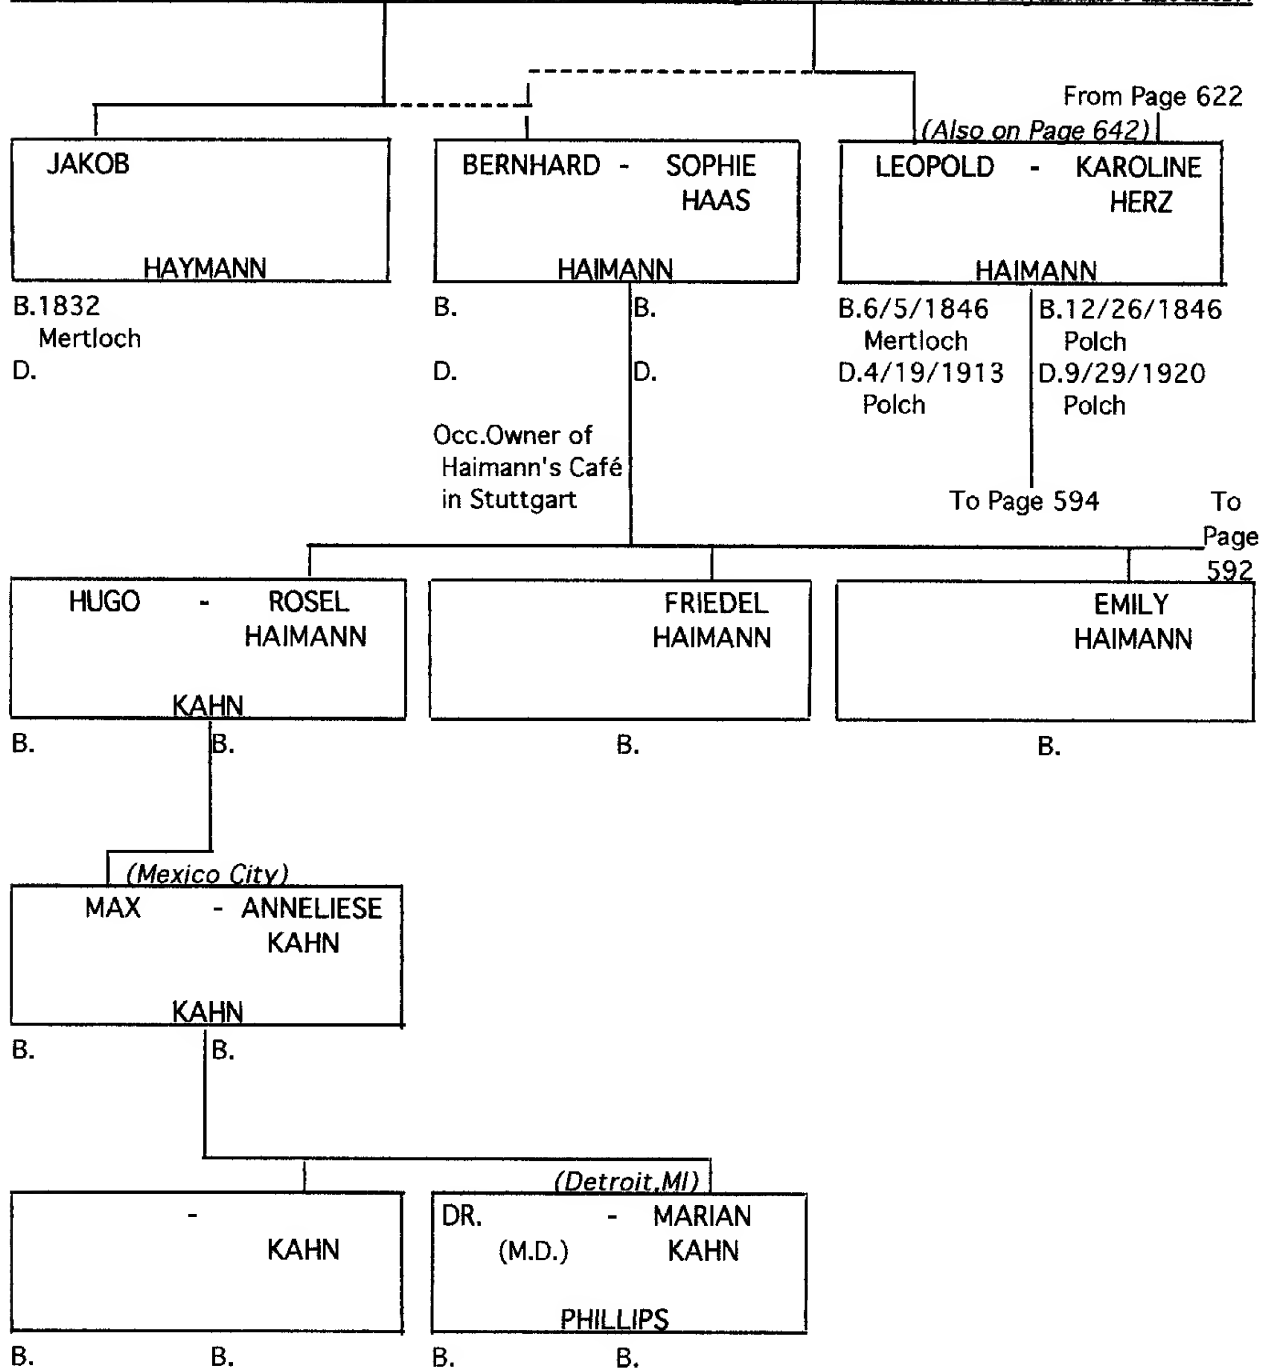 From Page 622
(Also on Page 642)
JAKOB
HAYMANN
BERNHARD - SOPHIE
HAAS
HAIMANN
LEOPOLD - KAROLINE
HERZ
HAIMANN
B.1832
Mertloch
D.
B. B.
D. D.
Occ.Owner of
Haimann's Café
in Stuttgart
B.6/5/1846 B.12/26/1846
Mertloch Polch
D.4/19/1913 D.9/29/1920
Polch Polch
To Page 594
To
Page
592
HUGO - ROSEL
HAIMANN
KAHN
FRIEDEL
HAIMANN
EMILY
HAIMANN
B. B.
B.
B.
(Mexico City)
MAX - ANNELIESE
KAHN
KAHN
B. B.
(Detroit,MI)
-
KAHN
DR. - MARIAN
(M.D.) KAHN
PHILLIPS
B. B.
B. B.